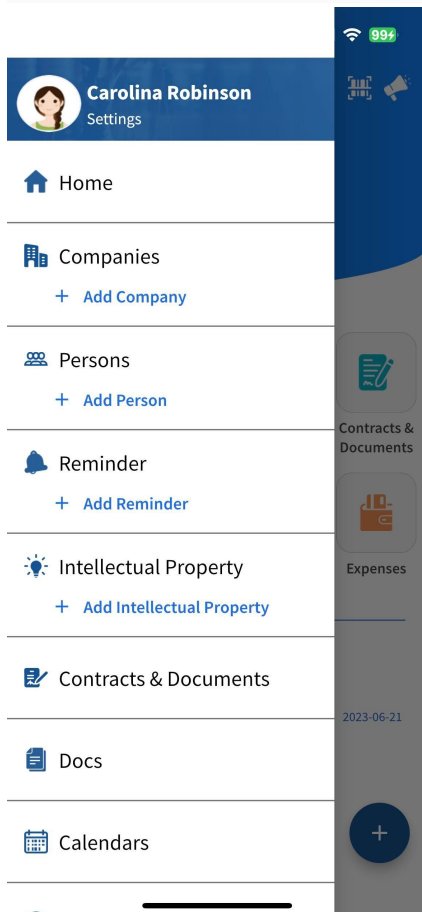 99
Carolina Robinson
Settings
Home
Companies
+ Add Company
Persons
+ Add Person
Reminder
+ Add Reminder
Intellectual Property
+ Add Intellectual Property
Contracts & Documents
Docs
Calendars
Contracts &
Documents
Expenses
2023-06-21
+